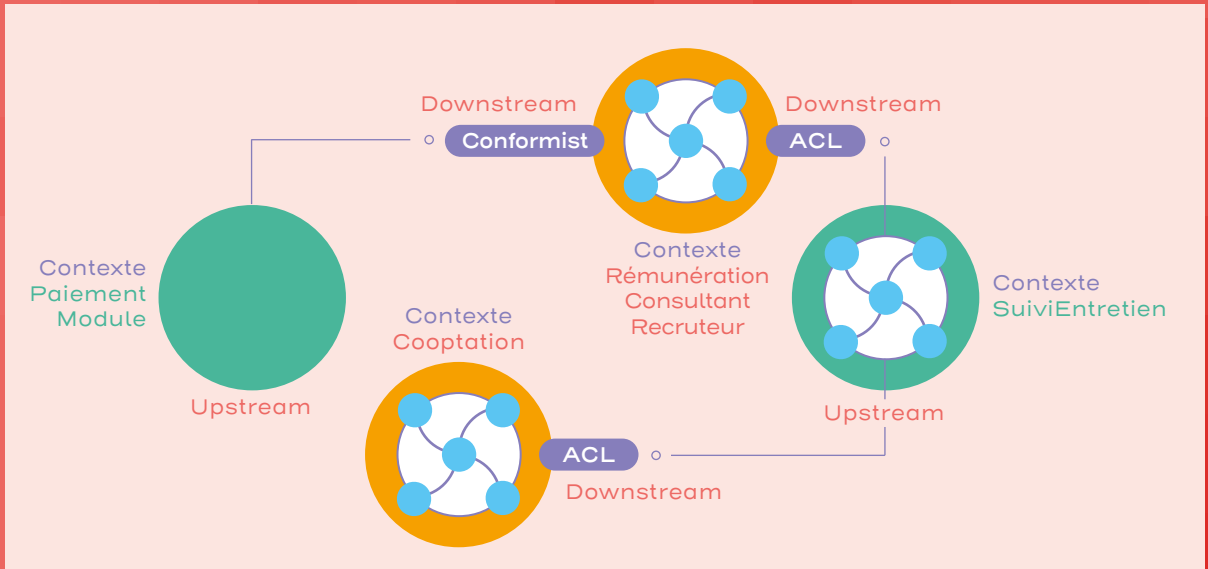 Downstream
Conformist
Downstream
ACL
Contexte
Rémunération
Consultant
Recruteur
Contexte
Paiement
Module
Upstream
Contexte
SuiviEntretien
Upstream
Contexte
Cooptation
ACL
Downstream